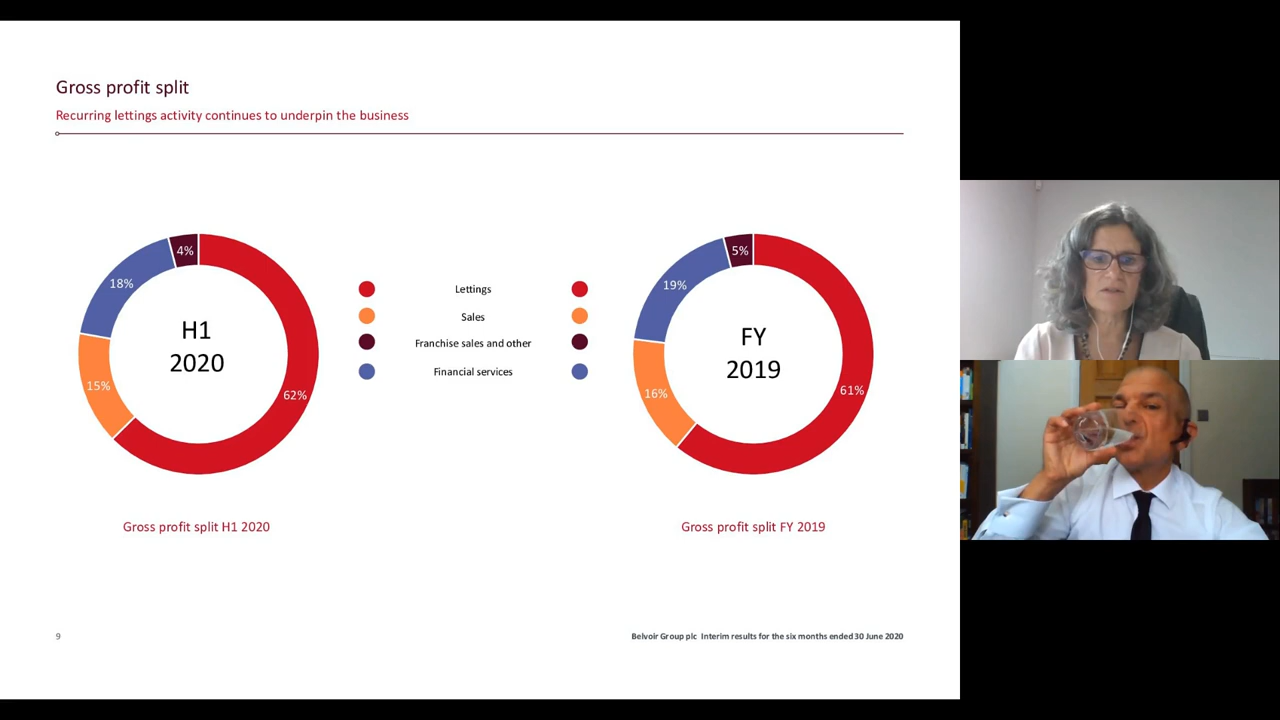 Gross profit split
Recurring lettings activity continues to underpin the business
4%
18%
15%
62%
H1
2020
Lettings
Sales
Franchise sales and other
Financial services
5%
19%
16%
61%
FY
2019
Gross profit split H1 2020
Gross profit split FY 2019
9
Belvoir Group plc Interim results for the six months ended 30 June 2020